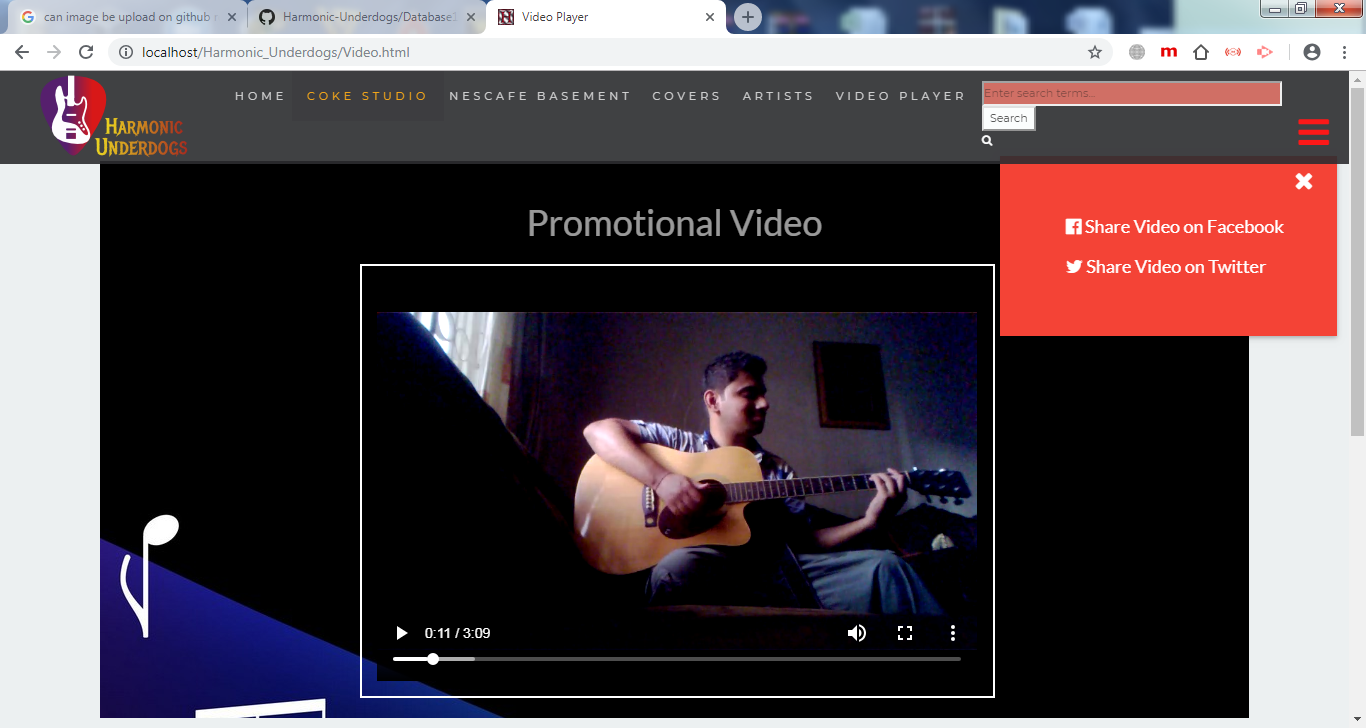 can image be upload on github r
Harmonic-Underdogs/Database1
Video Player
localhost/Harmonic_Underdogs/Video.html
HARMONIC
UNDERDOGS
HOME
COKE STUDIO
NESCAFE BASEMENT
COVERS
ARTISTS
VIDEO PLAYER
Enter search terms...
Search
Promotional Video
Share Video on Facebook
Share Video on Twitter
0:11 / 3:09